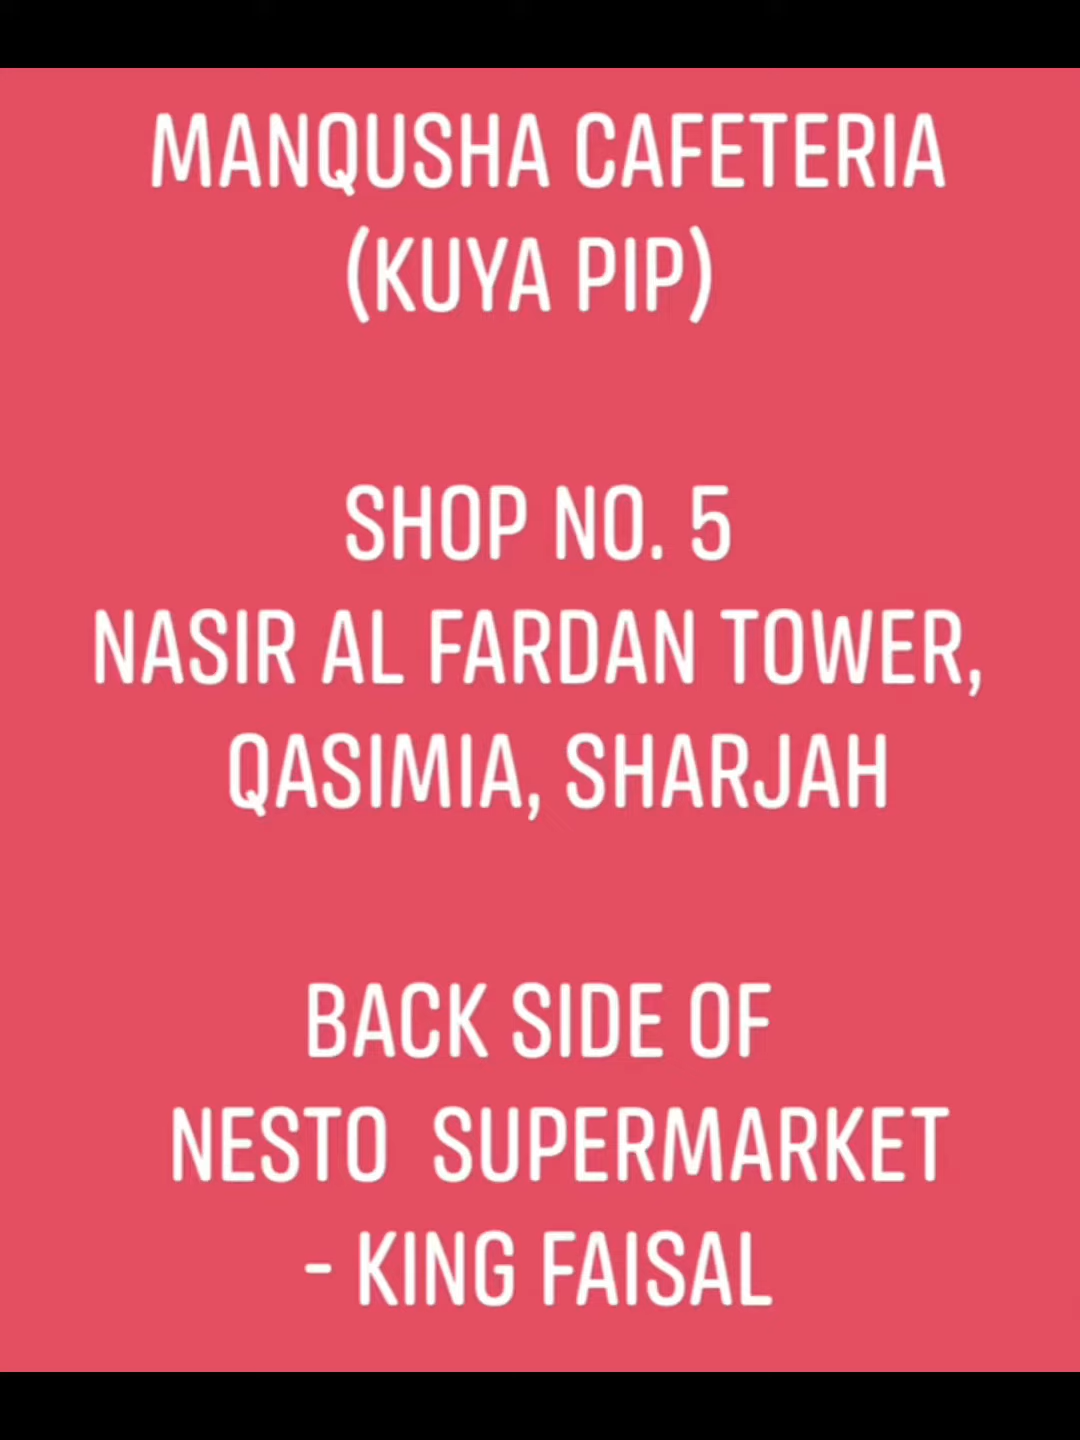 MANQUSHA CAFETERIA
(KUYA PIP)
SHOP NO. 5
NASIR AL FARDAN TOWER,
QASIMIA, SHARJAH
BACK SIDE OF
NESTO SUPERMARKET
- KING FAISAL